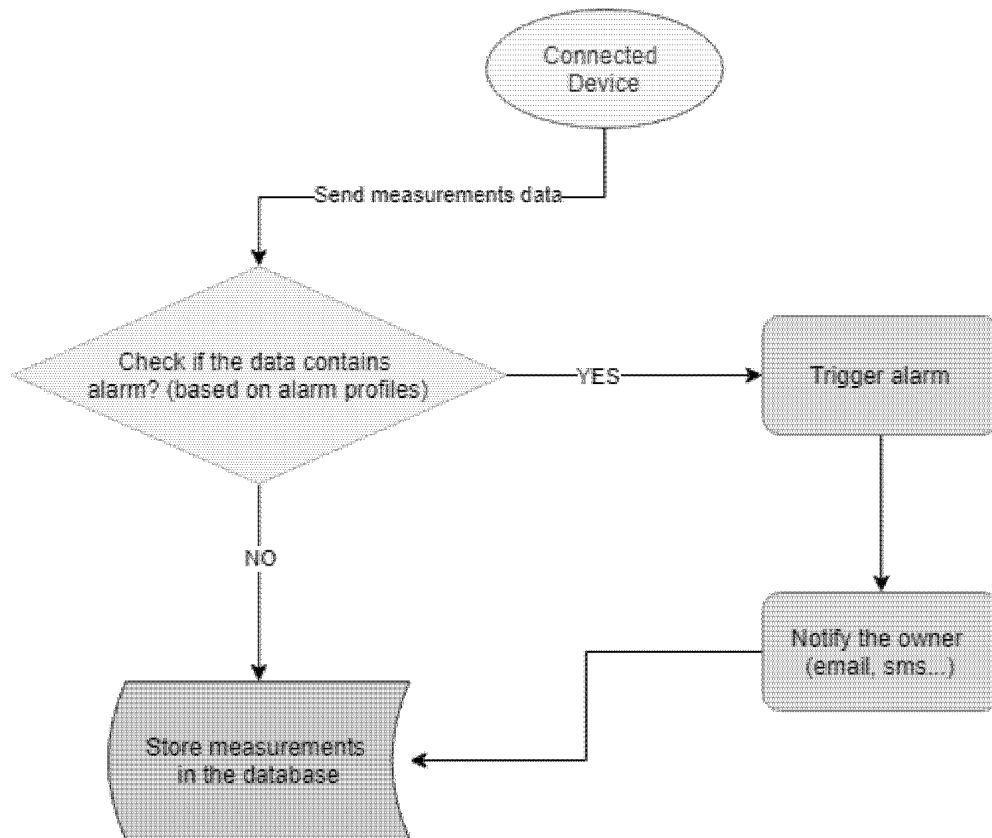 Connected
Device
Send measurements data
Check if the data contains
alarm? (based on alarm profiles)
YES
Trigger alarm
NO
Notify the owner
(email, sms...)
Store measurements
in the database